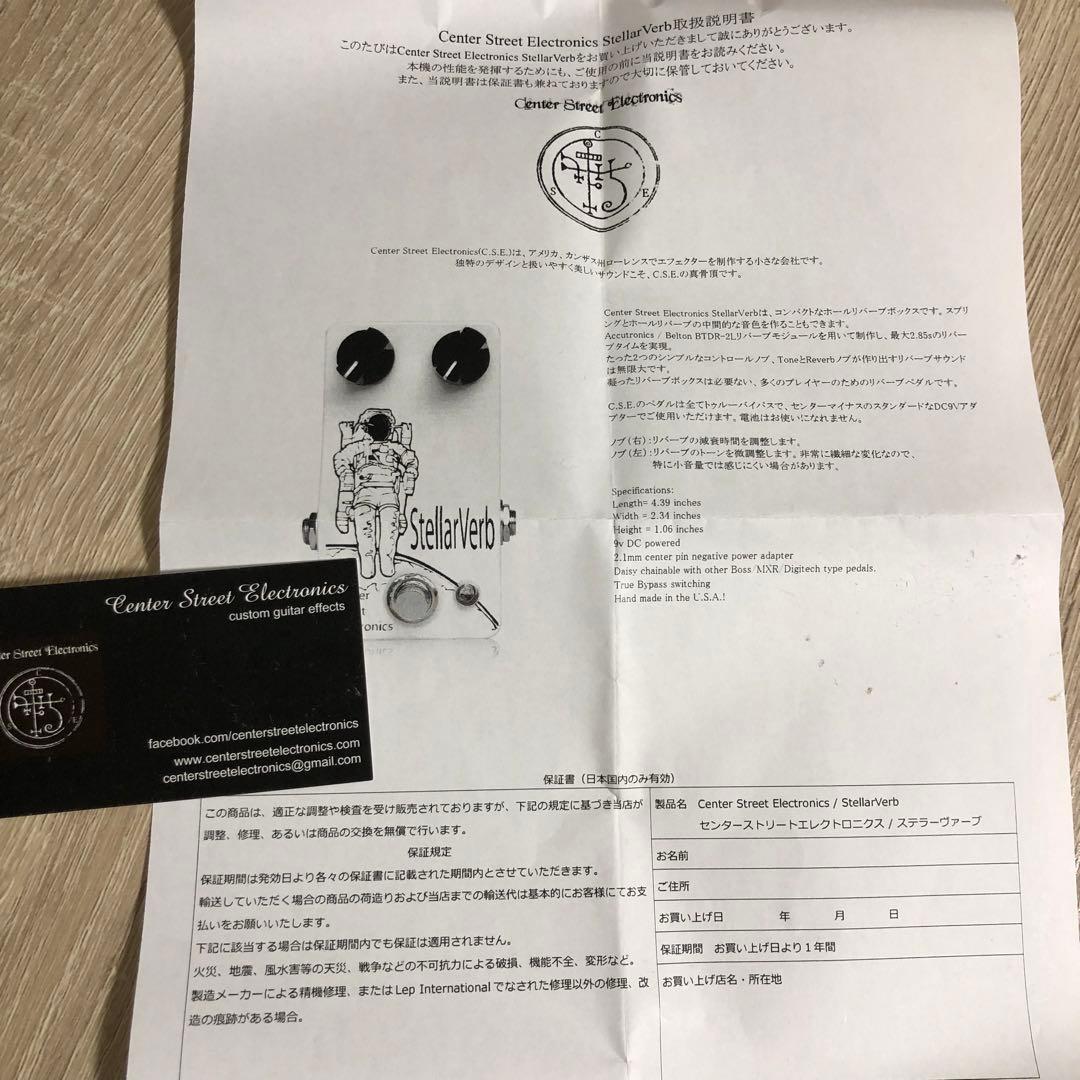 Center Street Electronics StellarVerb取扱説明書
このたびはCenter Street Electronics StellarVerbをお買い上げいただきまして誠にありがとうございます。
本機の性能を発揮するためにも、ご使用の前に当説明書をお読みください。
また、当説明書は保証書も兼ねておりますので大切に保管しておいてください。
Center Street Electronics
C
S E
Center Street Electronics(C.S.E.)は、アメリカ、カンザス州ローレンスでエフェクターを制作する小さな会社です。
独特のデザインと扱いやすく美しいサウンドこそ、C.S.E.の真骨頂です。
Center Street Electronics StellarVerbは、コンパクトなホールリバーブボックスです。スプリ
ングとホールリバーブの中間的な音色を作ることもできます。
Accutronics / Belton BTDR-2Lリバーブモジュールを用いて制作し、最大2.85sのリバー
ブタイムを実現。
たった2つのシンプルなコントロールノブ、ToneとReverbノブが作り出すリバーブサウンド
は無限大です。
凝ったリバーブボックスは必要ない、多くのプレイヤーのためのリバーブペダルです。
C.S.E.のペダルは全てトゥルーバイパスで、センターマイナスのスタンダードなDC9Vアダ
プターでご使用いただけます。電池はお使いになれません。
ノブ(右):リバーブの減衰時間を調整します。
ノブ(左):リバーブのトーンを微調整します。非常に繊細な変化なので、
特に小音量では感じにくい場合があります。
Specifications:
Length= 4.39 inches
Width = 2.34 inches
Height = 1.06 inches
9v DC powered
2.1mm center pin negative power adapter
Daisy chainable with other Boss/MXR/Digitech type pedals.
True Bypass switching
Hand made in the U.S.A.!
StellarVerb
er
t
onics
Center Street Electronics
custom guitar effects
er Street Electronics
C
S E
facebook.com/centerstreetelectronics
www.centerstreetelectronics.com
centerstreetelectronics@gmail.com
保証書（日本国内のみ有効）
この商品は、適正な調整や検査を受け販売されておりますが、下記の規定に基づき当店が
調整、修理、あるいは商品の交換を無償で行います。
保証規定
保証期間は発効日より各々の保証書に記載された期間内とさせていただきます。
輸送していただく場合の商品の荷造りおよび当店までの輸送代は基本的にお客様にてお支
払いをお願いいたします。
下記に該当する場合は保証期間内でも保証は適用されません。
火災、地震、風水害等の天災、戦争などの不可抗力による破損、機能不全、変形など。
製造メーカーによる精機修理、またはLep Internationalでなされた修理以外の修理、改
造の痕跡がある場合。
製品名 Center Street Electronics / StellarVerb
センターストリートエレクトロニクス / ステラーヴァーブ
お名前
ご住所
お買い上げ日 年 月 日
保証期間 お買い上げ日より１年間
お買い上げ店名・所在地